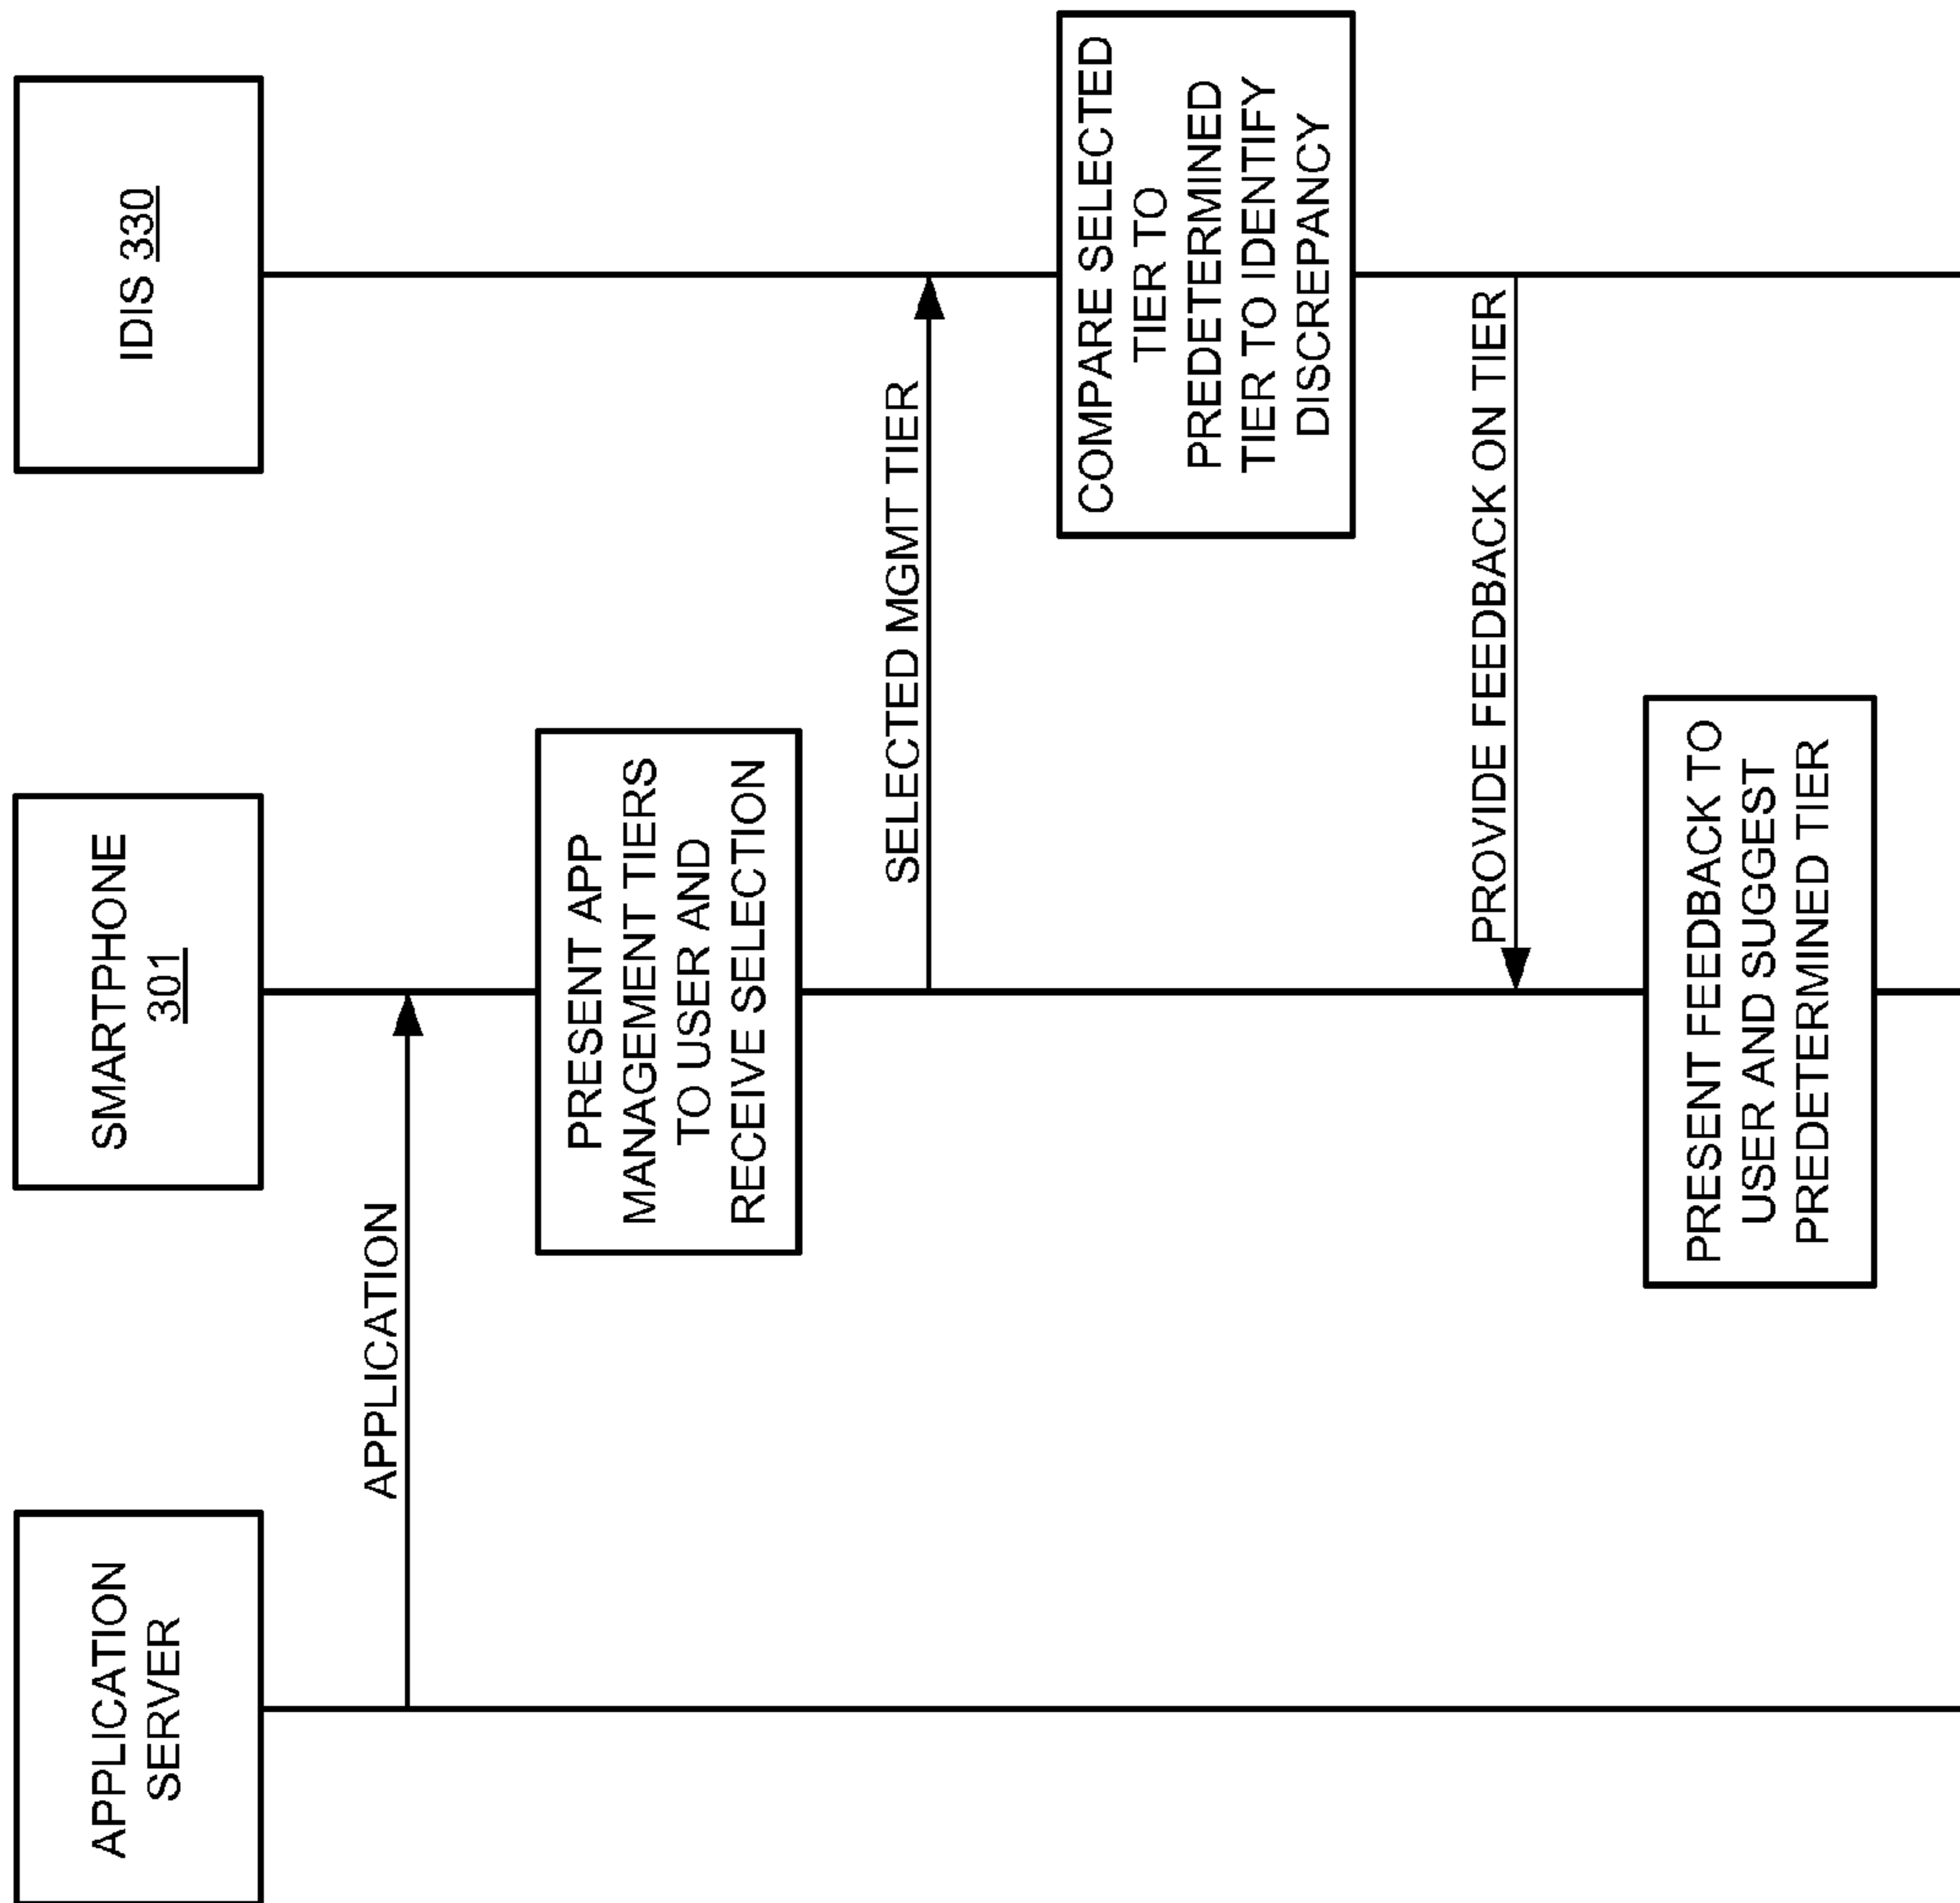 APPLICATION
SERVER
SMARTPHONE
301
IDIS 330
APPLICATION
PRESENT APP
MANAGEMENT TIERS
TO USER AND
RECEIVE SELECTION
SELECTED MGMT TIER
COMPARE SELECTED
TIER TO
PREDETERMINED
TIER TO IDENTIFY
DISCREPANCY
PROVIDE FEEDBACK ON TIER
PRESENT FEEDBACK TO
USER AND SUGGEST
PREDETERMINED TIER